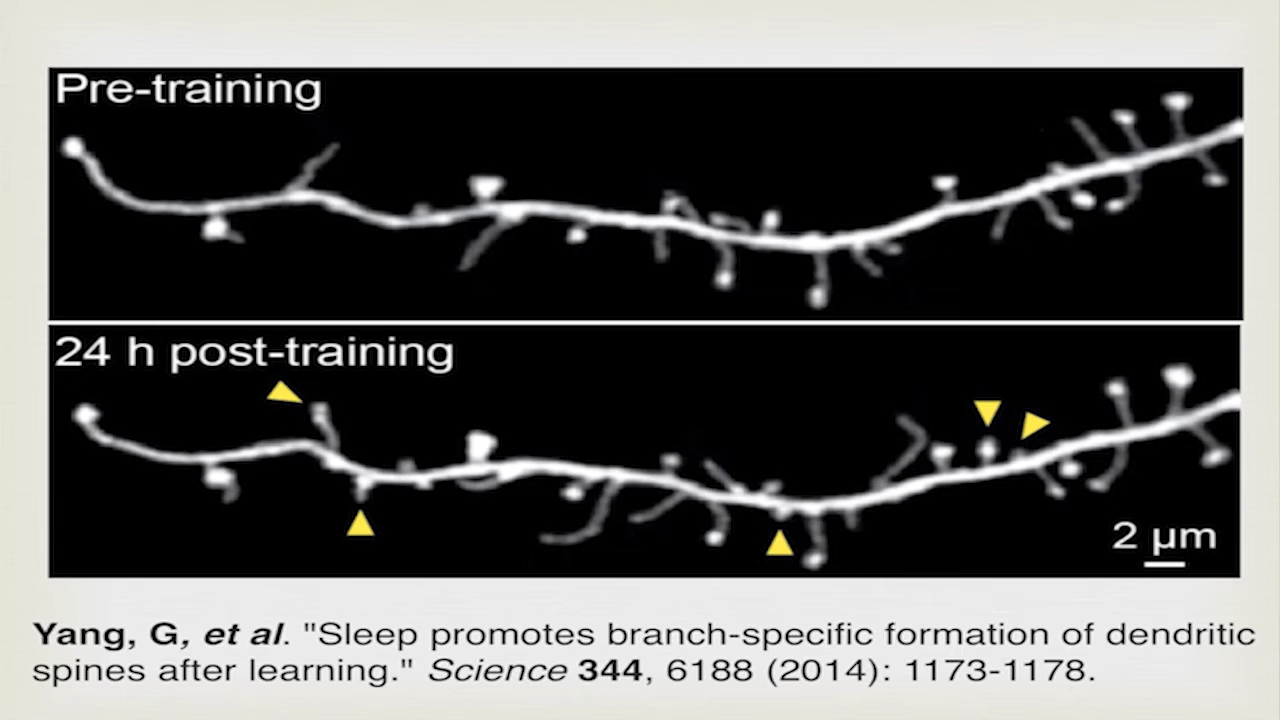 Pre-training
24 h post-training
2 µm
Yang, G, et al. "Sleep promotes branch-specific formation of dendritic
spines after learning." Science 344, 6188 (2014): 1173-1178.